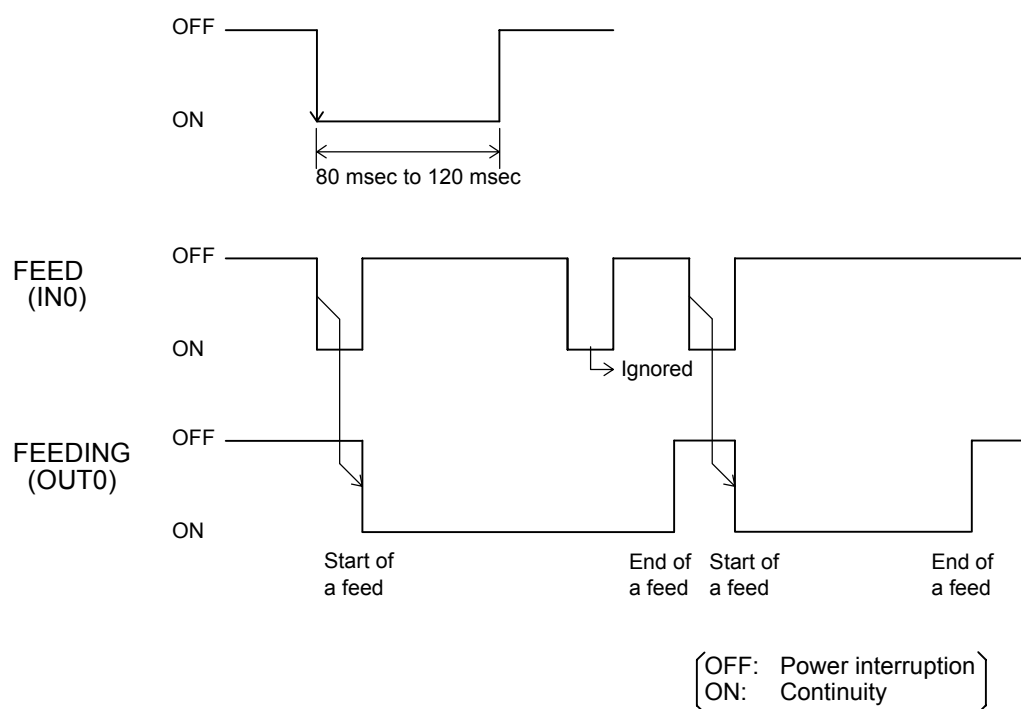 OFF
ON
80 msec to 120 msec
FEED
(IN0)
OFF
ON
Ignored
FEEDING
(OUT0)
OFF
ON
Start of
a feed
End of
a feed
Start of
a feed
End of
a feed
OFF: Power interruption
ON: Continuity